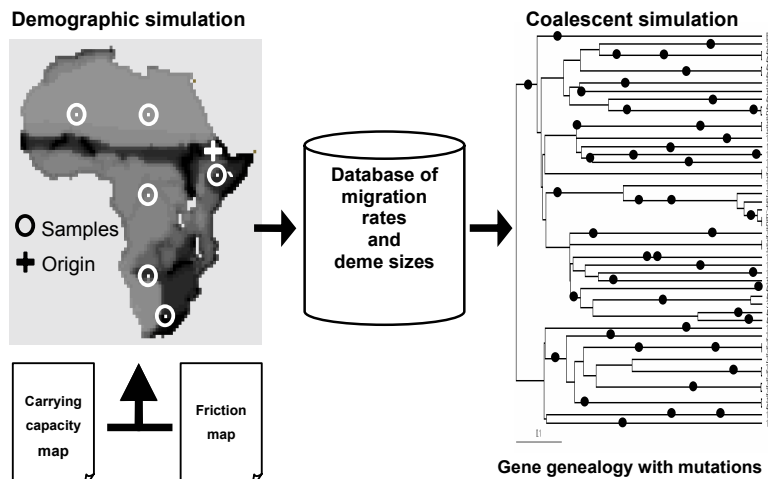 Demographic simulation
Coalescent simulation
Samples
Origin
Database of
migration
rates
and
deme sizes
Carrying
capacity
map
Friction
map
Gene genealogy with mutations